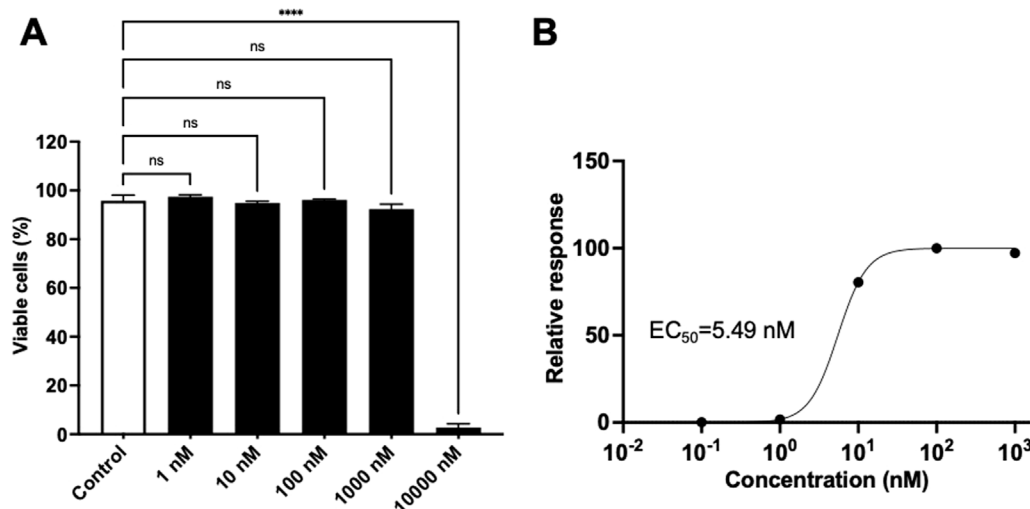 A
****
ns
ns
ns
ns
120
100
80
60
40
20
0
Viable cells (%)
Control
1 nM
10 nM
100 nM
1000 nM
10000 nM
B
150
100
50
0
Relative response
EC₅₀=5.49 nM
10⁻² 10⁻¹ 10⁰ 10¹ 10² 10³
Concentration (nM)